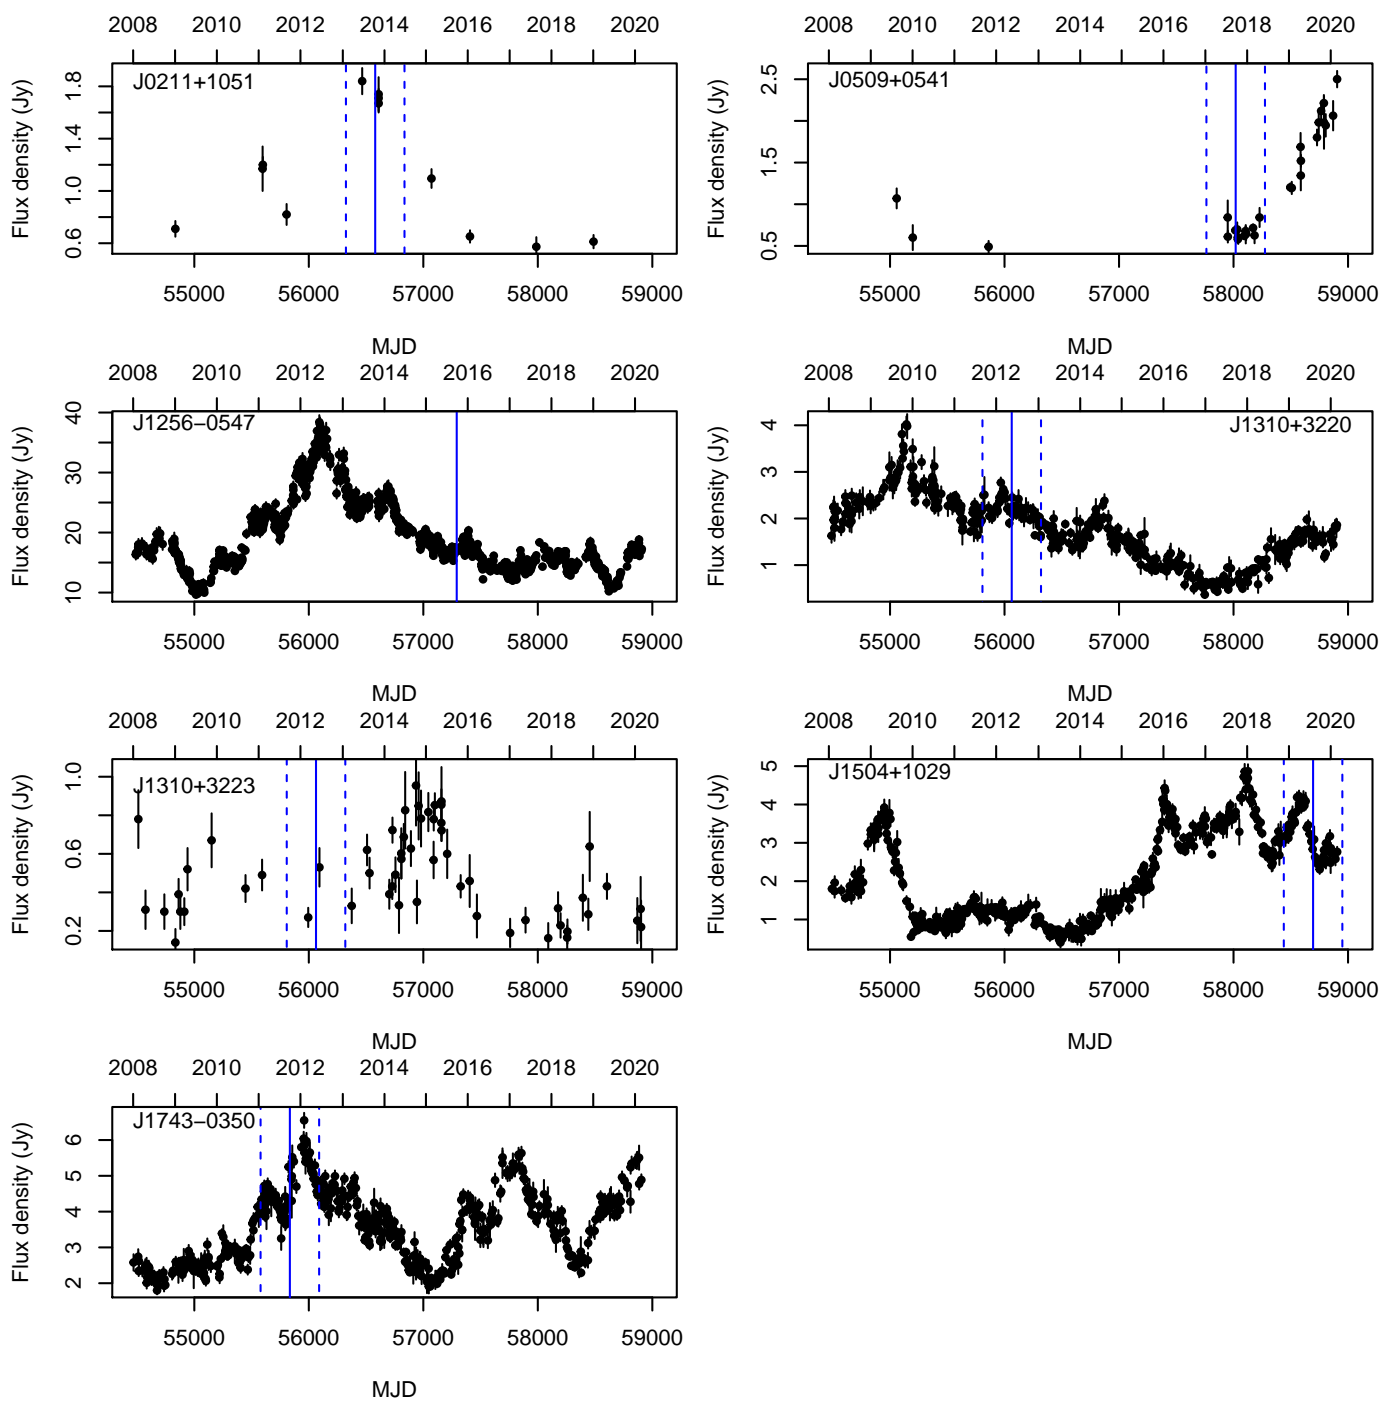 2008 2010 2012 2014 2016 2018 2020
J0211+1051
Flux density (Jy)
0.6 1.0 1.4 1.8
55000 56000 57000 58000 59000
MJD
2008 2010 2012 2014 2016 2018 2020
J0509+0541
Flux density (Jy)
0.5 1.5 2.5
55000 56000 57000 58000 59000
MJD
2008 2010 2012 2014 2016 2018 2020
J1256−0547
Flux density (Jy)
10 20 30 40
55000 56000 57000 58000 59000
MJD
2008 2010 2012 2014 2016 2018 2020
J1310+3220
Flux density (Jy)
1 2 3 4
55000 56000 57000 58000 59000
MJD
2008 2010 2012 2014 2016 2018 2020
J1310+3223
Flux density (Jy)
0.2 0.6 1.0
55000 56000 57000 58000 59000
MJD
2008 2010 2012 2014 2016 2018 2020
J1504+1029
Flux density (Jy)
1 2 3 4 5
55000 56000 57000 58000 59000
MJD
2008 2010 2012 2014 2016 2018 2020
J1743−0350
Flux density (Jy)
2 3 4 5 6
55000 56000 57000 58000 59000
MJD